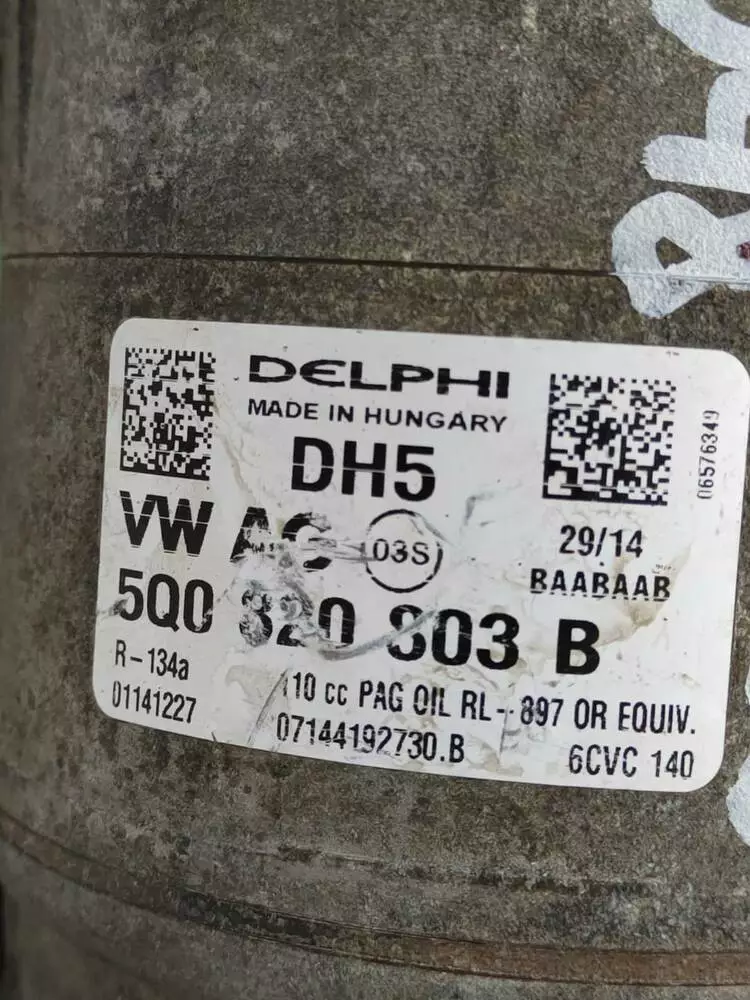 DELPHI
MADE IN HUNGARY
DH5
06576349
VW AG
03S
29/14
BAABAAB
5Q0 820 803 B
R-134a
110 cc PAG OIL RL-897 OR EQUIV.
01141227
07144192730.B
6CVC 140